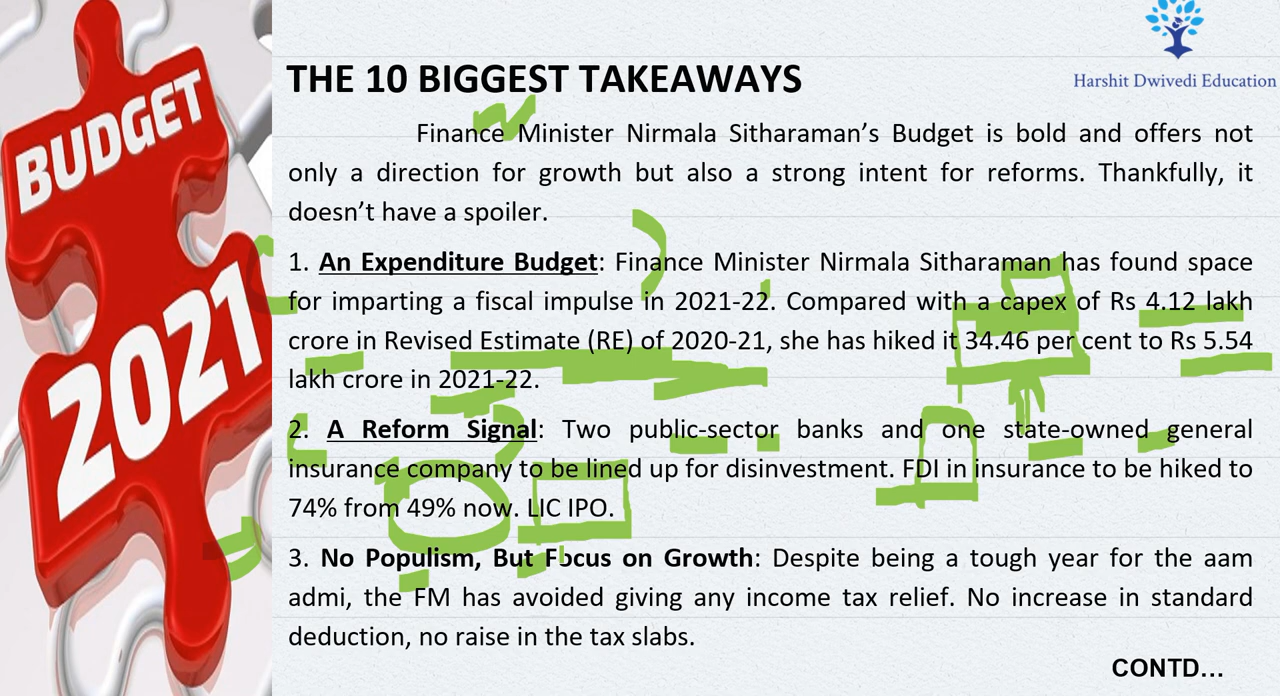 BUDGET
2021
Harshit Dwivedi Education
THE 10 BIGGEST TAKEAWAYS
Finance Minister Nirmala Sitharaman’s Budget is bold and offers not
only a direction for growth but also a strong intent for reforms. Thankfully, it
doesn’t have a spoiler.
1. An Expenditure Budget: Finance Minister Nirmala Sitharaman has found space
for imparting a fiscal impulse in 2021-22. Compared with a capex of Rs 4.12 lakh
crore in Revised Estimate (RE) of 2020-21, she has hiked it 34.46 per cent to Rs 5.54
lakh crore in 2021-22.
2. A Reform Signal: Two public-sector banks and one state-owned general
insurance company to be lined up for disinvestment. FDI in insurance to be hiked to
74% from 49% now. LIC IPO.
3. No Populism, But Focus on Growth: Despite being a tough year for the aam
admi, the FM has avoided giving any income tax relief. No increase in standard
deduction, no raise in the tax slabs.
CONTD...